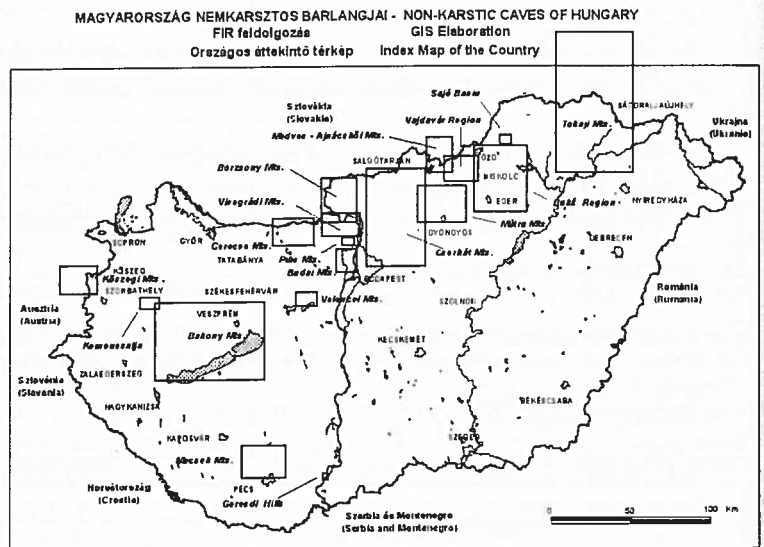 MAGYARORSZÁG NEMKARSZTOS BARLANGJAI - NON-KARSTIC CAVES OF HUNGARY
FIR feldolgozás GIS Elaboration
Országos áttekintő térkép Index Map of the Country
Szlovákia
(Slovakia)
Sajó Basin
Vajdavár Region
Medves - Ajnácskői Mts.
SÁTORALJAÚJHELY
Ukrajna
(Ukraine)
Tokaji Mts.
SALGÓTARJÁN
ÓZD
MISKOLC
Börzsöny Mts.
Visegrádi Mts.
EGER
NYÍREGYHÁZA
Region
GYÖNGYÖS
Mátra Mts.
SOPRON
GYŐR
Gerecse Mts.
TATABÁNYA
Pilis Mts.
Cserhát Mts.
DEBRECEN
Budai Mts.
BUDAPEST
KŐSZEG
Kőszegi Mts.
SZOMBATHELY
SZÉKESFEHÉRVÁR
Velencei Mts.
Románia
(Rumania)
Ausztria
(Austria)
VESZPRÉM
SZOLNOK
Bakony Mts.
Kemenesalja
KECSKEMÉT
Szlovénia
(Slovenia)
ZALAEGERSZEG
NAGYKANIZSA
BÉKÉSCSABA
KAPOSVÁR
SZEGED
Mecsek Mts.
PÉCS
Horvátország
(Croatia)
Geresdi Hills
Szerbia és Montenegro
(Serbia and Montenegro)
0 50 100 km